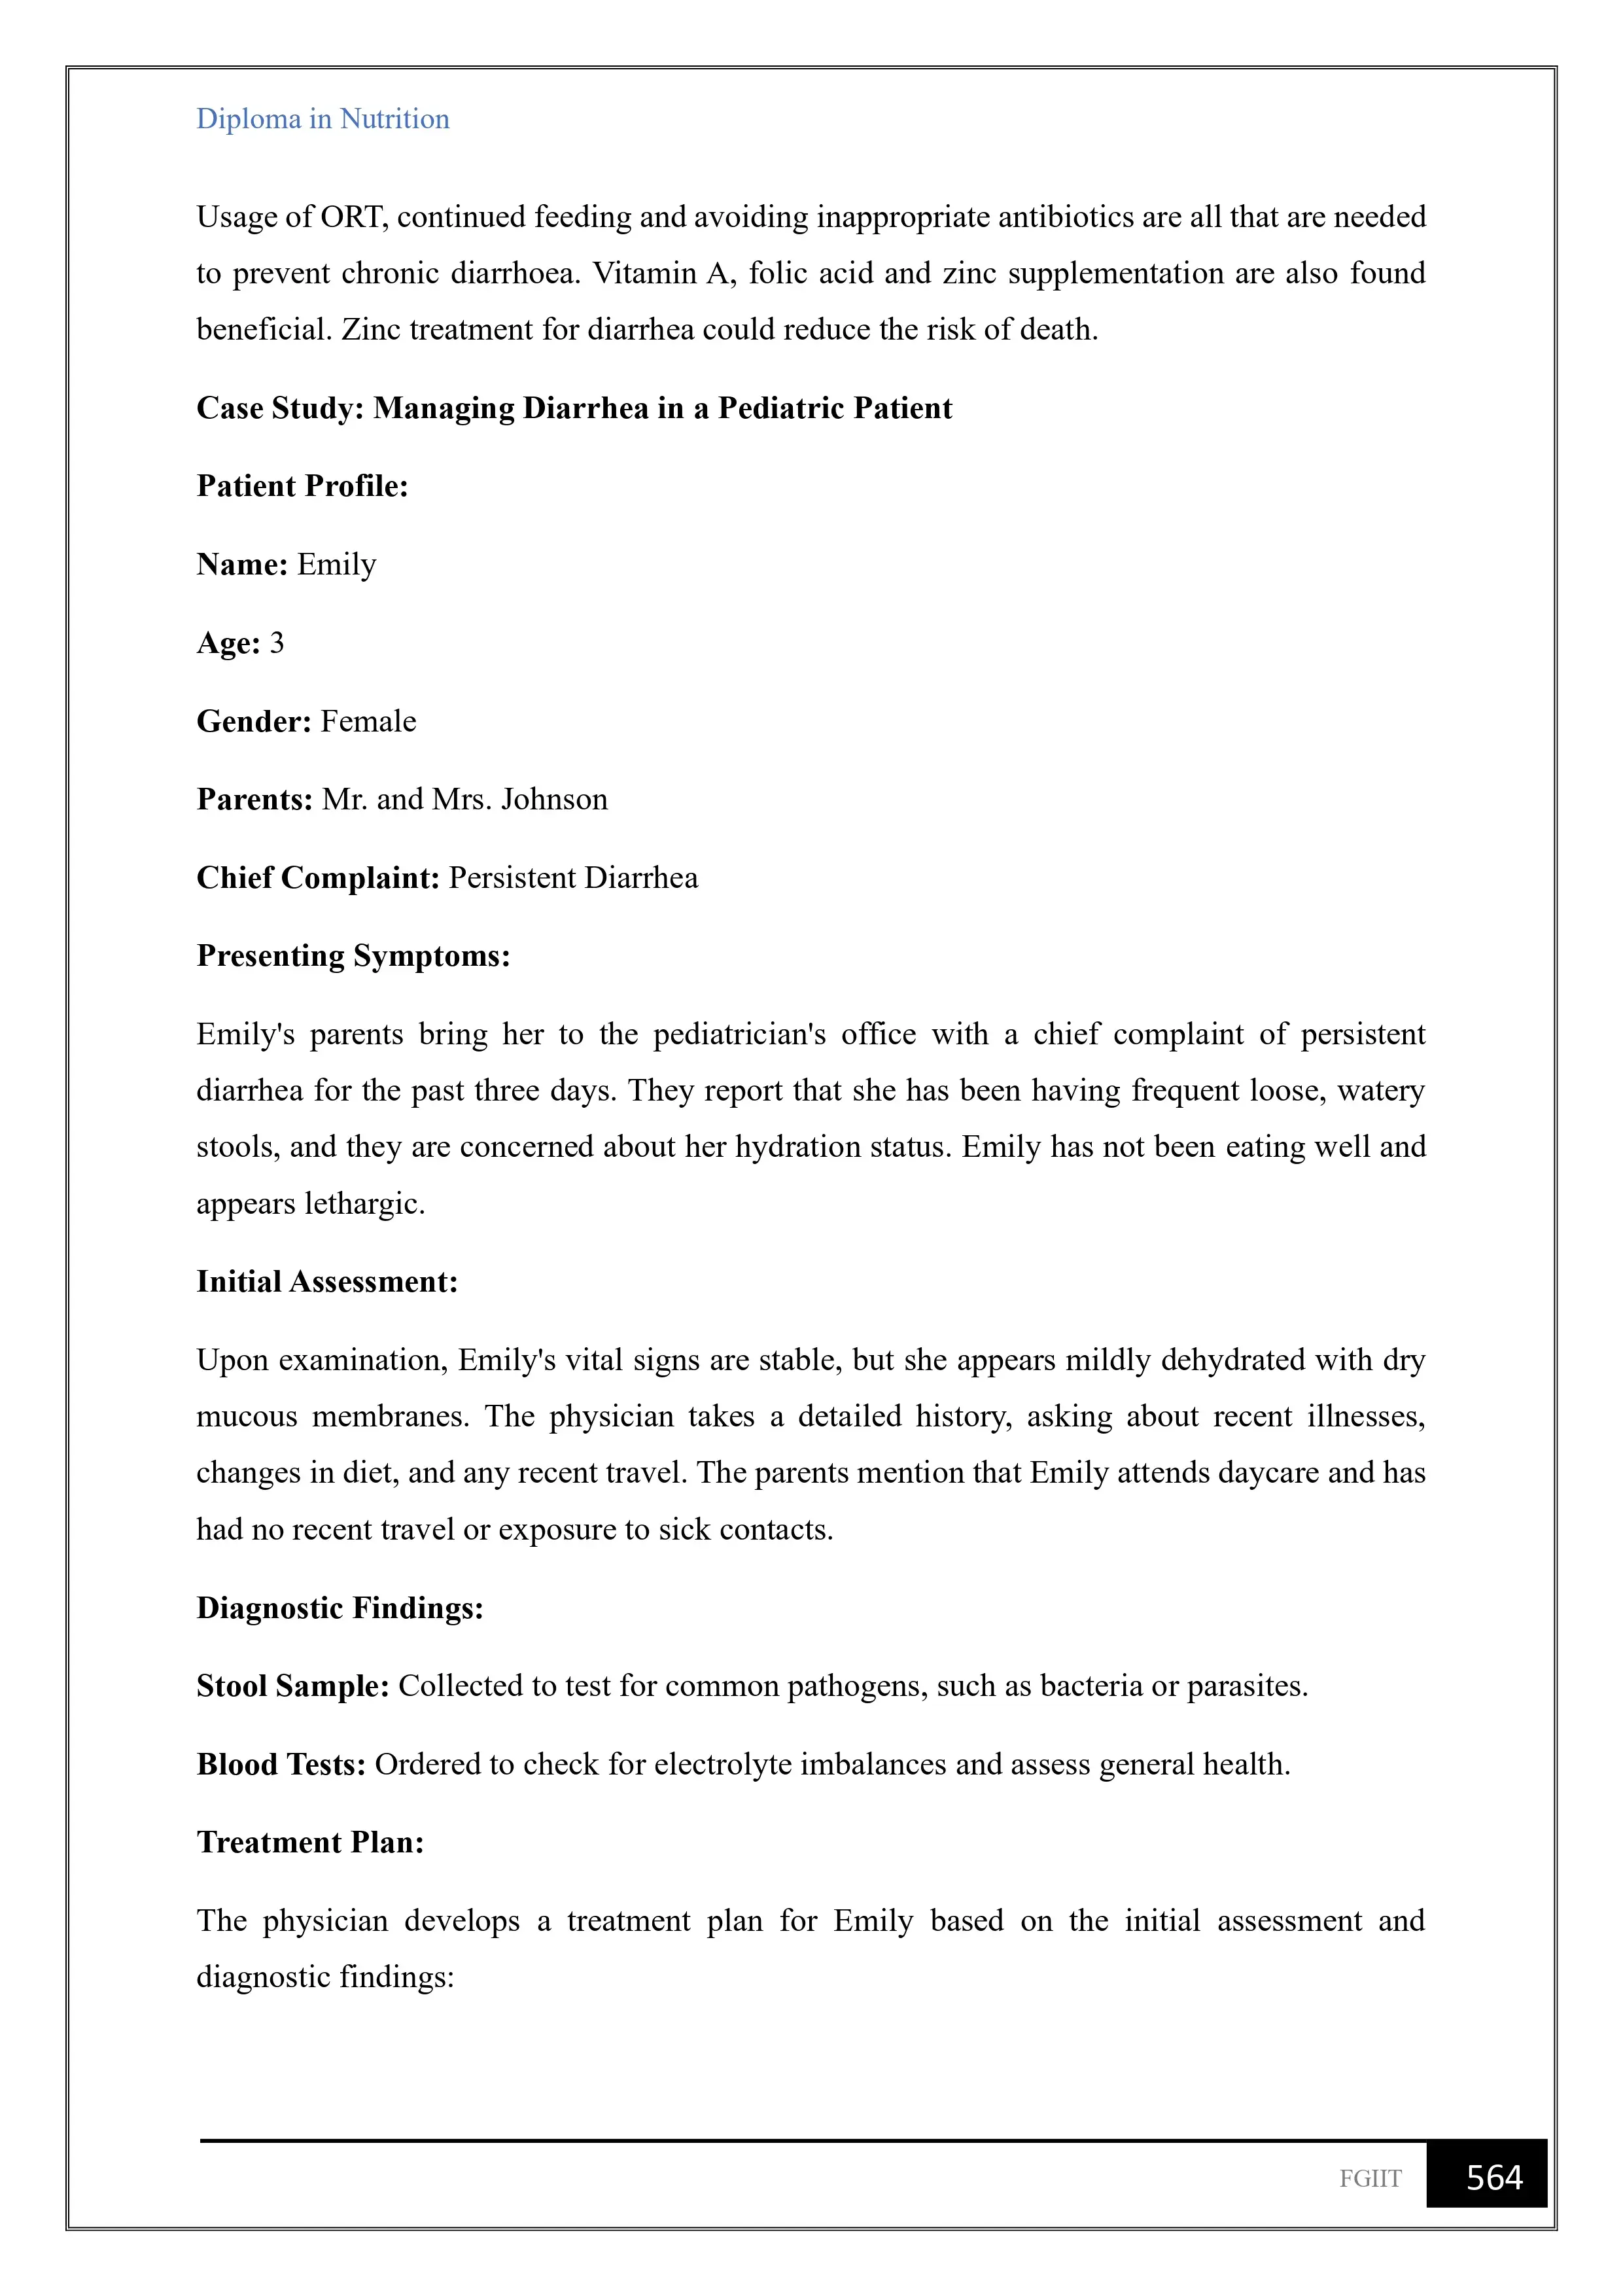 Diploma in Nutrition
Usage of ORT, continued feeding and avoiding inappropriate antibiotics are all that are needed
to prevent chronic diarrhoea. Vitamin A, folic acid and zinc supplementation are also found
beneficial. Zinc treatment for diarrhea could reduce the risk of death.
Case Study: Managing Diarrhea in a Pediatric Patient
Patient Profile:
Name: Emily
Age: 3
Gender: Female
Parents: Mr. and Mrs. Johnson
Chief Complaint: Persistent Diarrhea
Presenting Symptoms:
Emily's parents bring her to the pediatrician's office with a chief complaint of persistent
diarrhea for the past three days. They report that she has been having frequent loose, watery
stools, and they are concerned about her hydration status. Emily has not been eating well and
appears lethargic.
Initial Assessment:
Upon examination, Emily's vital signs are stable, but she appears mildly dehydrated with dry
mucous membranes. The physician takes a detailed history, asking about recent illnesses,
changes in diet, and any recent travel. The parents mention that Emily attends daycare and has
had no recent travel or exposure to sick contacts.
Diagnostic Findings:
Stool Sample: Collected to test for common pathogens, such as bacteria or parasites.
Blood Tests: Ordered to check for electrolyte imbalances and assess general health.
Treatment Plan:
The physician develops a treatment plan for Emily based on the initial assessment and
diagnostic findings:
FGIIT 564